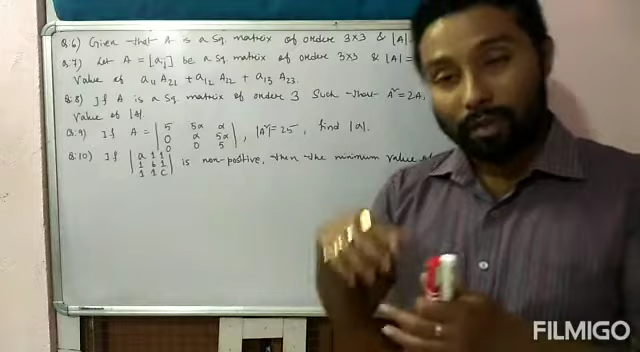 Q.6) Given that A is a Sq. matrix of order 3×3 & |A|
Q.7) Let A = [aij] be a Sq. matrix of order 3×3 & |A| =
Value of a11 A21 + a12 A22 + a13 A23.
Q.8) If A is a Sq. matrix of order 3 Such that A² = 2A,
Value of |A|.
Q.9) If A = | 5 5α α |, |A²| = 25, find |α|.
| 0 α 5α |
| 0 0 5 |
Q.10) If | a 1 1 | is non-positive, then the minimum value of
| 1 b 1 |
| 1 1 c |
FILMIGO